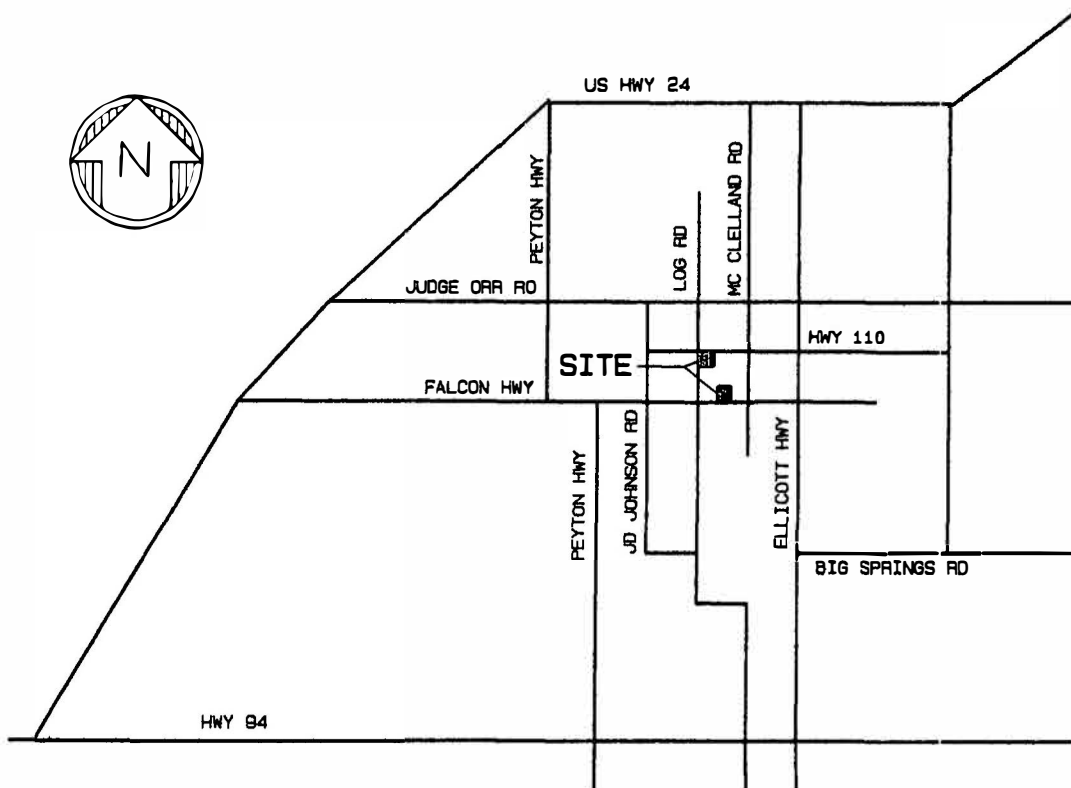 US HWY 24
N
PEYTON HWY
LOG RD
MC CLELLAND RD
JUDGE ORR RO
HWY 110
SITE
FALCON HWY
PEYTON HWY
JD JOHNSON RD
ELLICOTT HWY
BIG SPRINGS RD
HWY 94